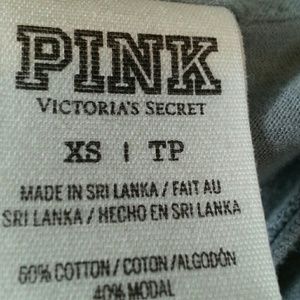 PINK
VICTORIA'S SECRET
XS | TP
MADE IN SRI LANKA / FAIT AU
SRI LANKA / HECHO EN SRI LANKA
60% COTTON / COTON / ALGODÓN
40% MODAL